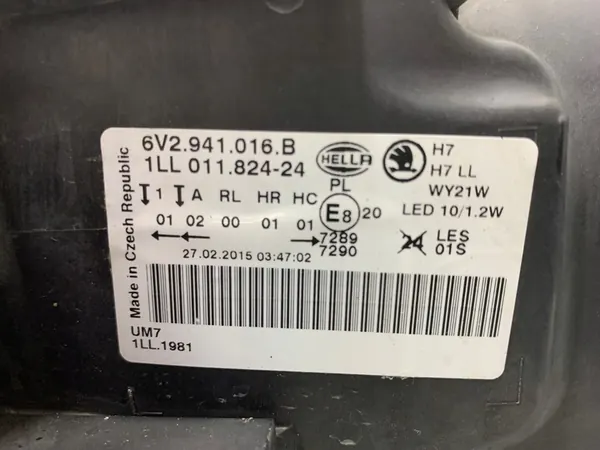 6V2.941.016.B
1LL 011.824-24
HELLA
H7
H7 LL
WY21W
LED 10/1.2W
PL
1 A RL HR HC
01 02 00 01 01
E8 20
7289
7290
24
LES
01S
27.02.2015 03:47:02
Made in Czech Republic
UM7
1LL.1981